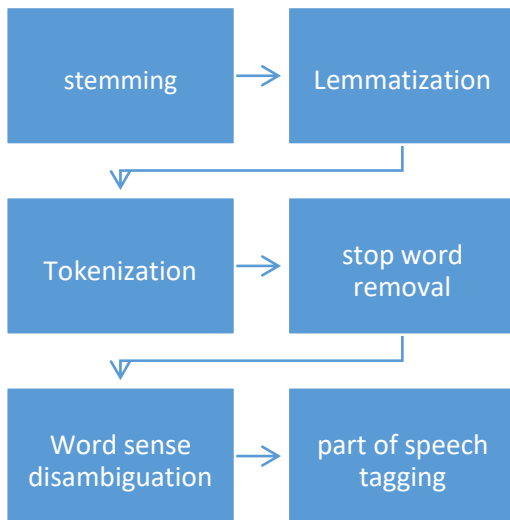 stemming
Lemmatization
Tokenization
stop word
removal
Word sense
disambiguation
part of speech
tagging